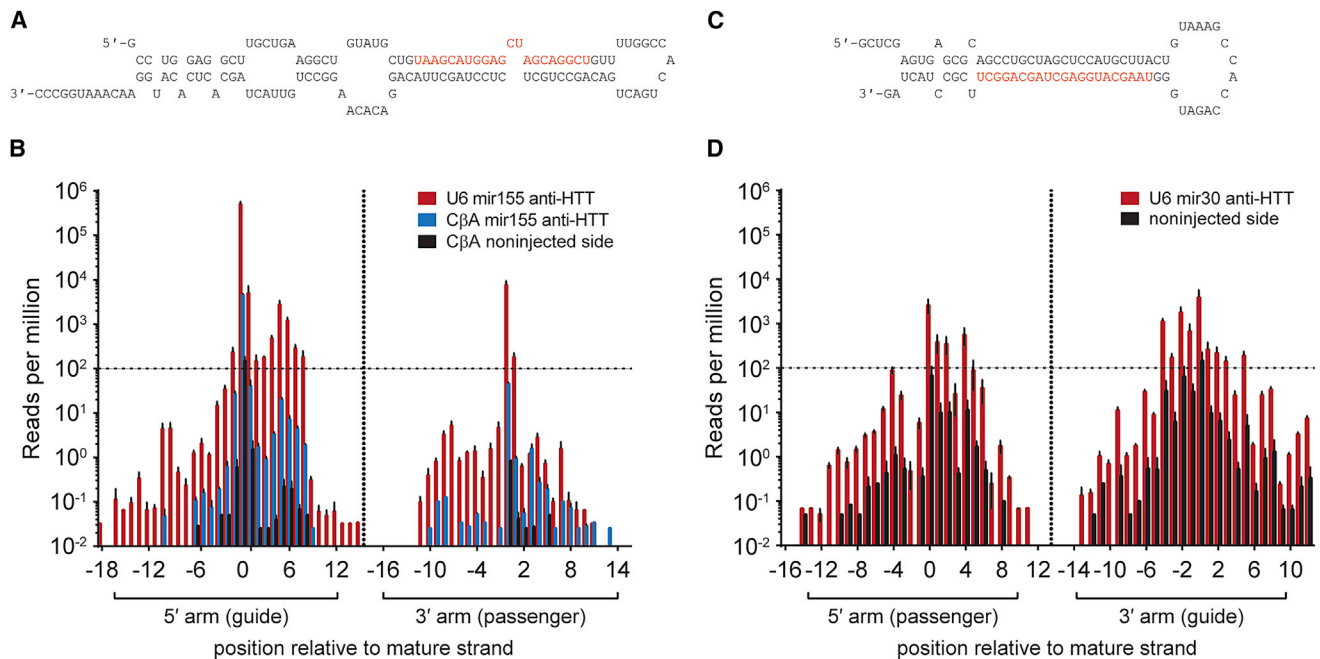 A
CU
5'-G UGCUGA GUAUG UUGGCC
CC UG GAG GCU AGGCU CUGUAAGCAUGGAG AGCAGGCUGUU A
GG AC CUC CGA UCCGG GACAUUCGAUCCUC UCGUCCGACAG C
3'-CCCGGUAAACAA U A A UCAUUG A G UCAGU
ACACA
C
UAAAG
5'-GCUCG A C G C
AGUG GCG AGCCUGCUAGCUCCAUGCUUACU C
UCAU CGC UCGGACGAUCGAGGUACGAAUGG A
3'-GA C U G C
UAGAC
B
Reads per million
10^6
10^5
10^4
10^3
10^2
10^1
10^0
10^-1
10^-2
U6 mir155 anti-HTT
CβA mir155 anti-HTT
CβA noninjected side
-18 -12 -6 0 6 12 -16 -10 -4 2 8 14
5' arm (guide) 3' arm (passenger)
position relative to mature strand
D
Reads per million
10^6
10^5
10^4
10^3
10^2
10^1
10^0
10^-1
10^-2
U6 mir30 anti-HTT
noninjected side
-16 -12 -8 -4 0 4 8 12 -14 -10 -6 -2 2 6 10
5' arm (passenger) 3' arm (guide)
position relative to mature strand